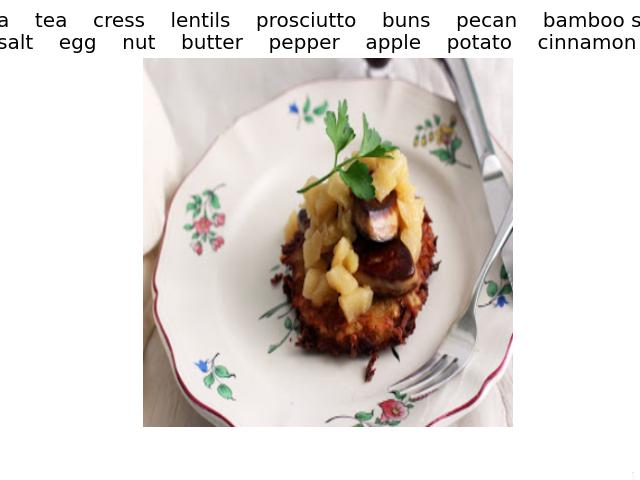 a tea cress lentils prosciutto buns pecan bamboo s
salt egg nut butter pepper apple potato cinnamon